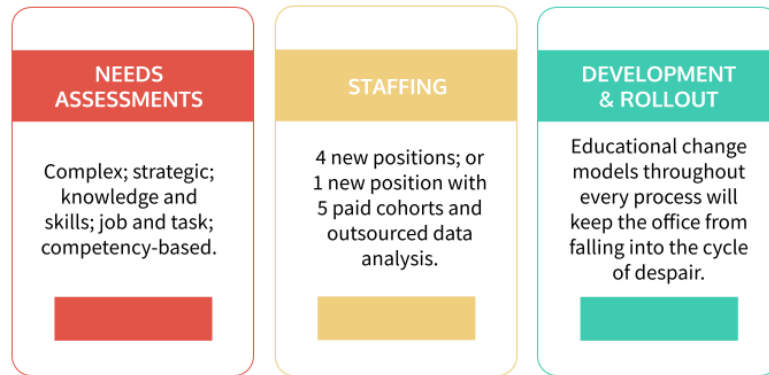 NEEDS
ASSESSMENTS
Complex; strategic;
knowledge and
skills; job and task;
competency-based.
STAFFING
4 new positions; or
1 new position with
5 paid cohorts and
outsourced data
analysis.
DEVELOPMENT
& ROLLOUT
Educational change
models throughout
every process will
keep the office from
falling into the cycle
of despair.